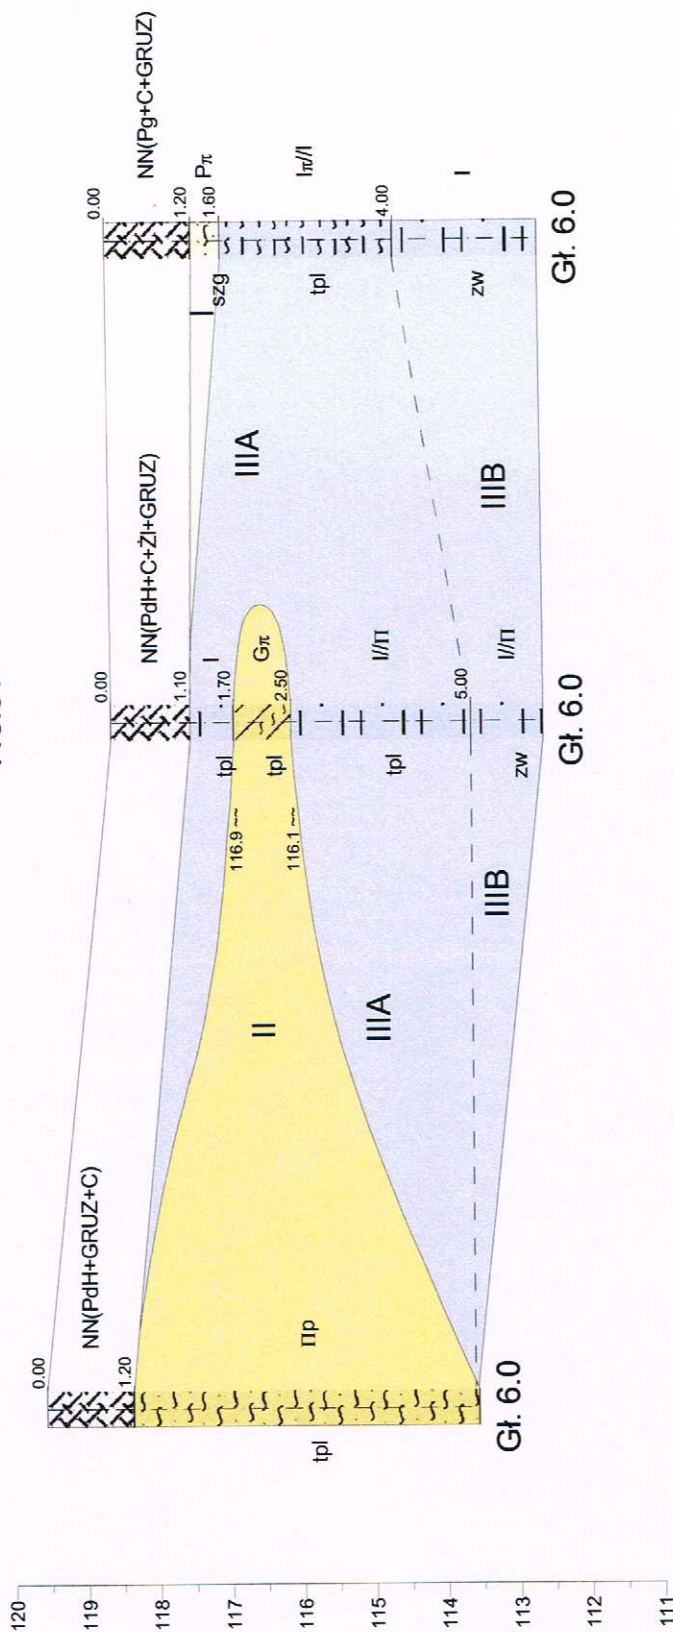 120
119
118
117
116
115
114
113
112
111
0.00
NN(PdH+GRUZ+C)
1.20
tpl
Πp
Gł. 6.0
II
IIIA
IIIB
116.9 ~~
116.1 ~~
0.00
NN(PdH+C+Żl+GRUZ)
1.10
I
1.70
tpl
Gπ
tpl
2.50
tpl
I//Π
5.00
zw
I//Π
Gł. 6.0
IIIA
IIIB
0.00
NN(Pg+C+GRUZ)
1.20
Pπ
1.60
I
szg
tpl
Iπ//I
4.00
zw
I
Gł. 6.0